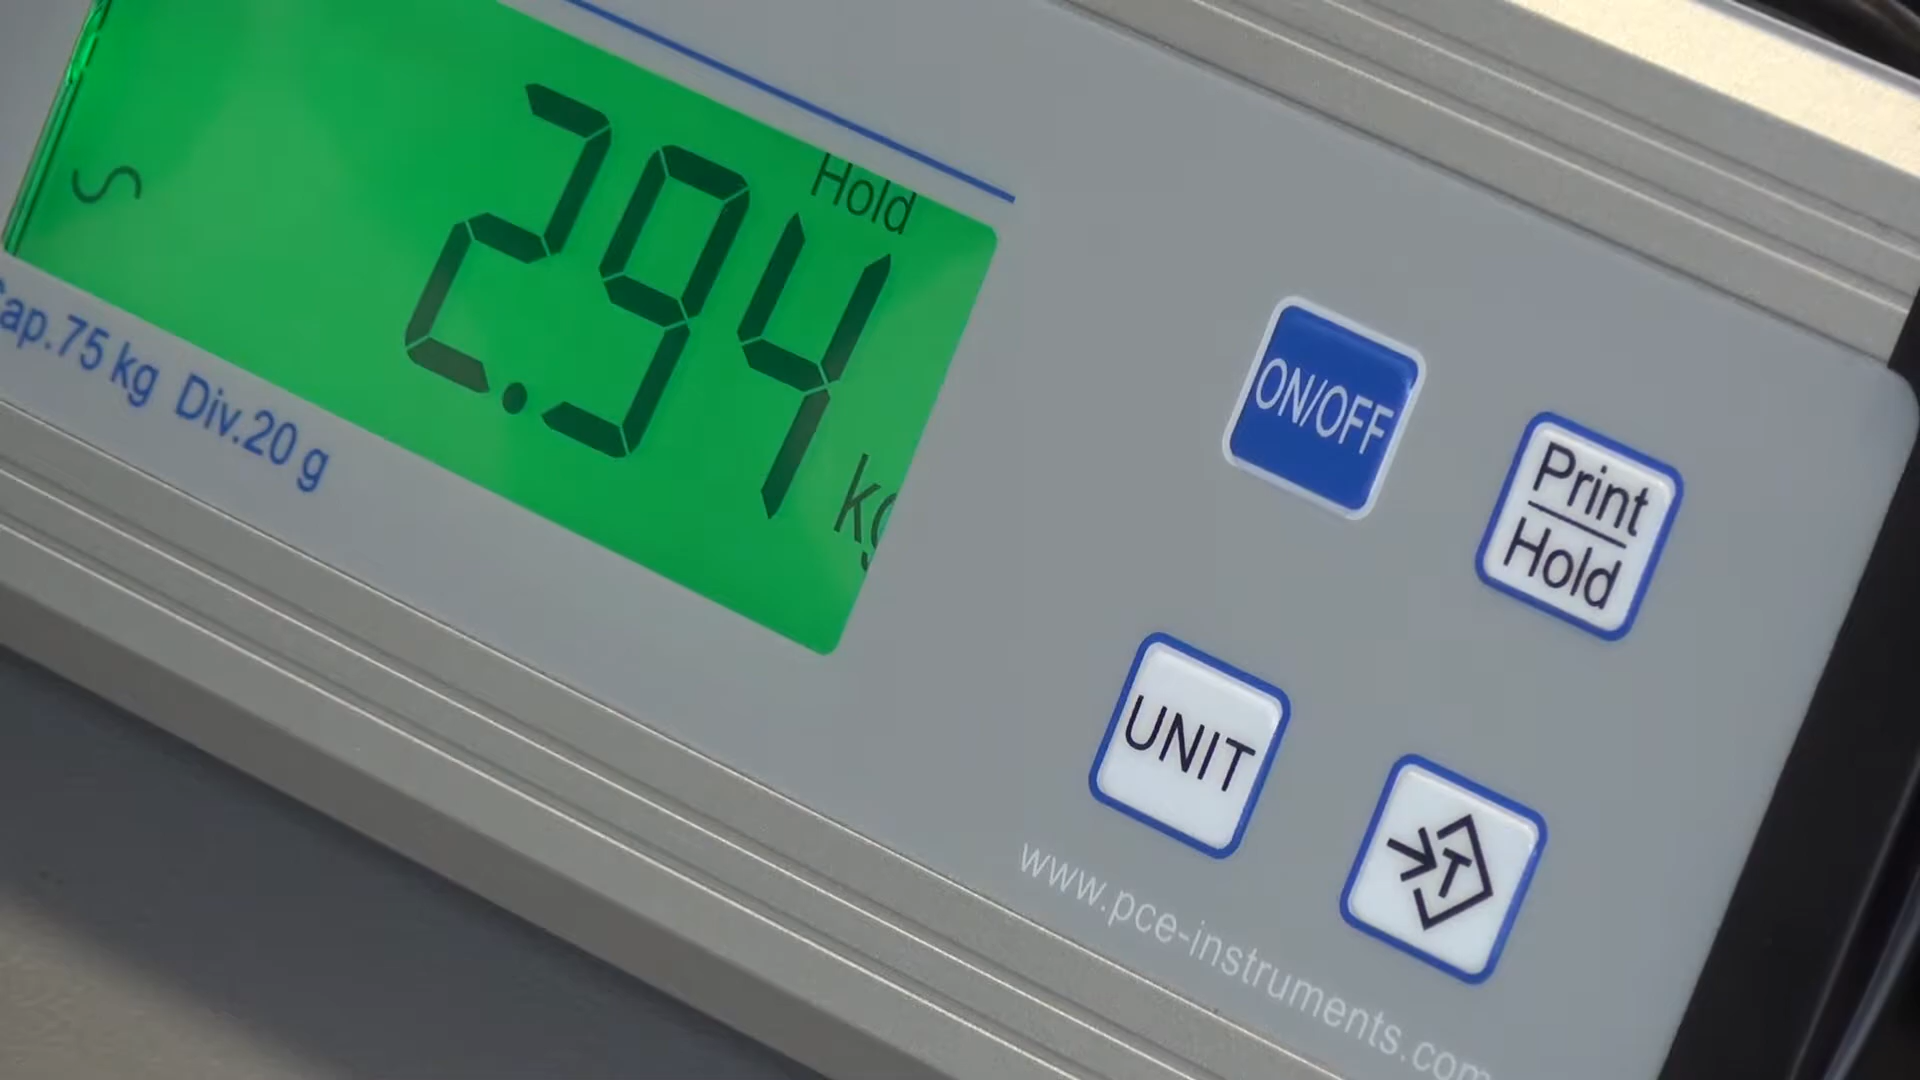 Hold
2.94
kg
Cap.75 kg Div.20 g
ON/OFF
Print
Hold
UNIT
T
www.pce-instruments.com